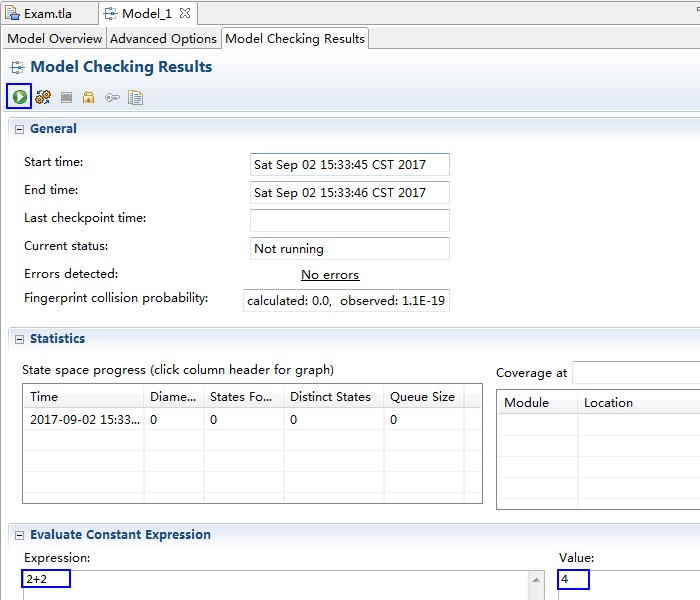 Exam.tla Model_1
Model Overview Advanced Options Model Checking Results
Model Checking Results
General
Start time: Sat Sep 02 15:33:45 CST 2017
End time: Sat Sep 02 15:33:46 CST 2017
Last checkpoint time:
Current status: Not running
Errors detected: No errors
Fingerprint collision probability: calculated: 0.0, observed: 1.1E-19
Statistics
State space progress (click column header for graph)
Coverage at
Time Diame... States Fo... Distinct States Queue Size
Module Location
2017-09-02 15:33... 0 0 0 0
Evaluate Constant Expression
Expression: Value:
2+2 4